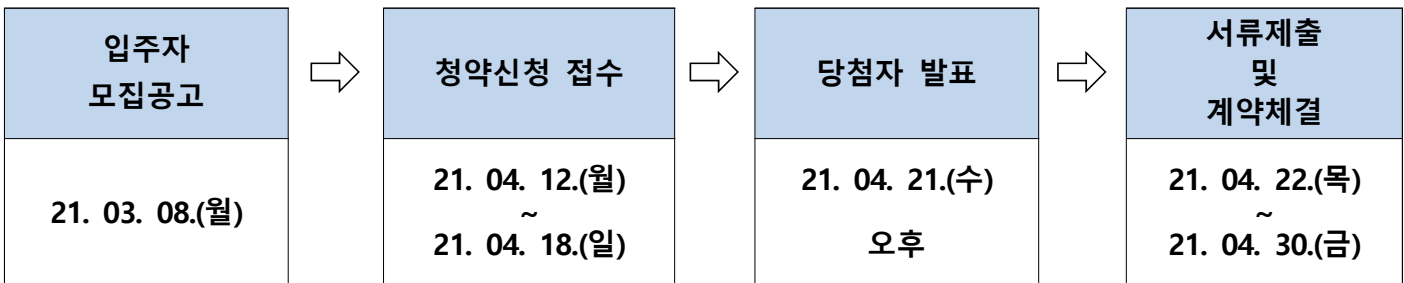 입주자
모집공고
청약신청 접수
당첨자 발표
서류제출
및
계약체결
21. 03. 08.(월)
21. 04. 12.(월)
~
21. 04. 18.(일)
21. 04. 21.(수)
오후
21. 04. 22.(목)
~
21. 04. 30.(금)